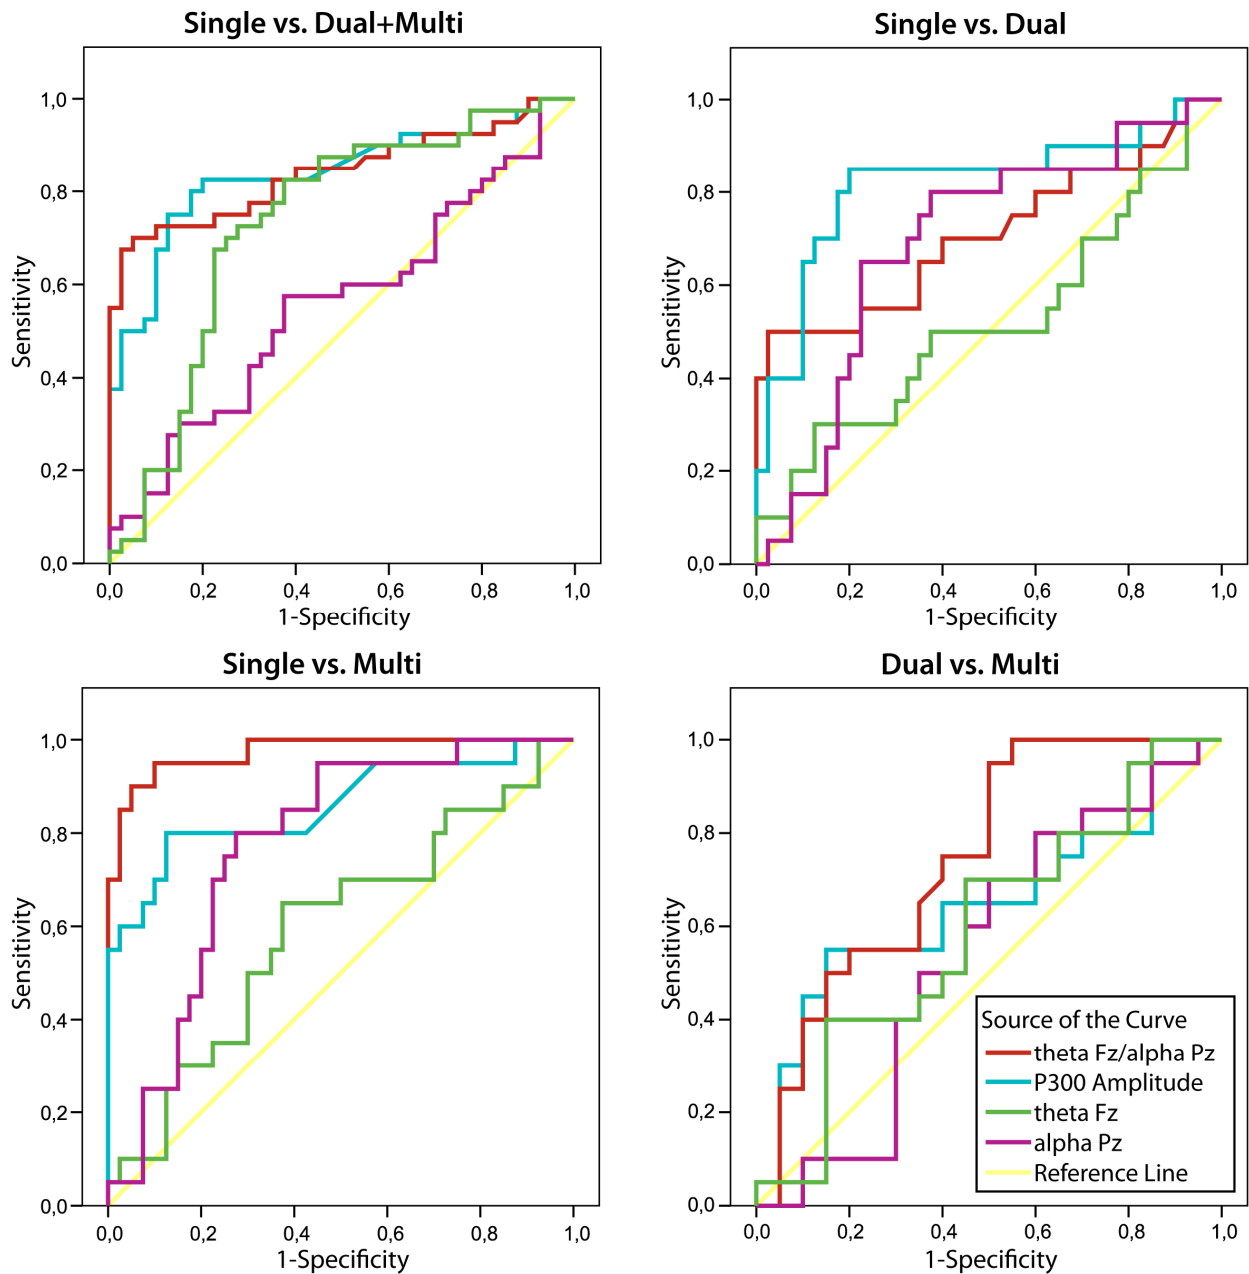 Single vs. Dual+Multi
1,0
0,8
0,6
0,4
0,2
0,0
Sensitivity
0,0 0,2 0,4 0,6 0,8 1,0
1-Specificity
Single vs. Dual
1,0
0,8
0,6
0,4
0,2
0,0
Sensitivity
0,0 0,2 0,4 0,6 0,8 1,0
1-Specificity
Single vs. Multi
1,0
0,8
0,6
0,4
0,2
0,0
Sensitivity
0,0 0,2 0,4 0,6 0,8 1,0
1-Specificity
Dual vs. Multi
1,0
0,8
0,6
0,4
0,2
0,0
Sensitivity
0,0 0,2 0,4 0,6 0,8 1,0
1-Specificity
Source of the Curve
theta Fz/alpha Pz
P300 Amplitude
theta Fz
alpha Pz
Reference Line